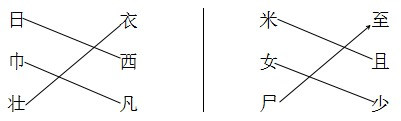 日 衣 米 至
巾 西 女 且
壮 凡 尸 少